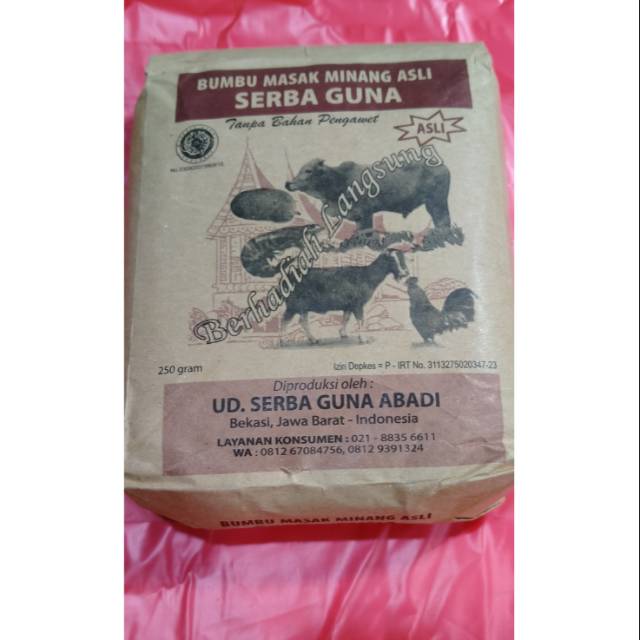 BUMBU MASAK MINANG ASLI
SERBA GUNA
Tanpa Bahan Pengawet
ASLI
Berhadiah Langsung
250 gram
Izin Depkes = P - IRT No. 3113275020347-23
Diproduksi oleh :
UD. SERBA GUNA ABADI
Bekasi, Jawa Barat - Indonesia
LAYANAN KONSUMEN : 021 - 8835 6611
WA : 0812 67084756, 0812 9391324
BUMBU MASAK MINANG ASLI